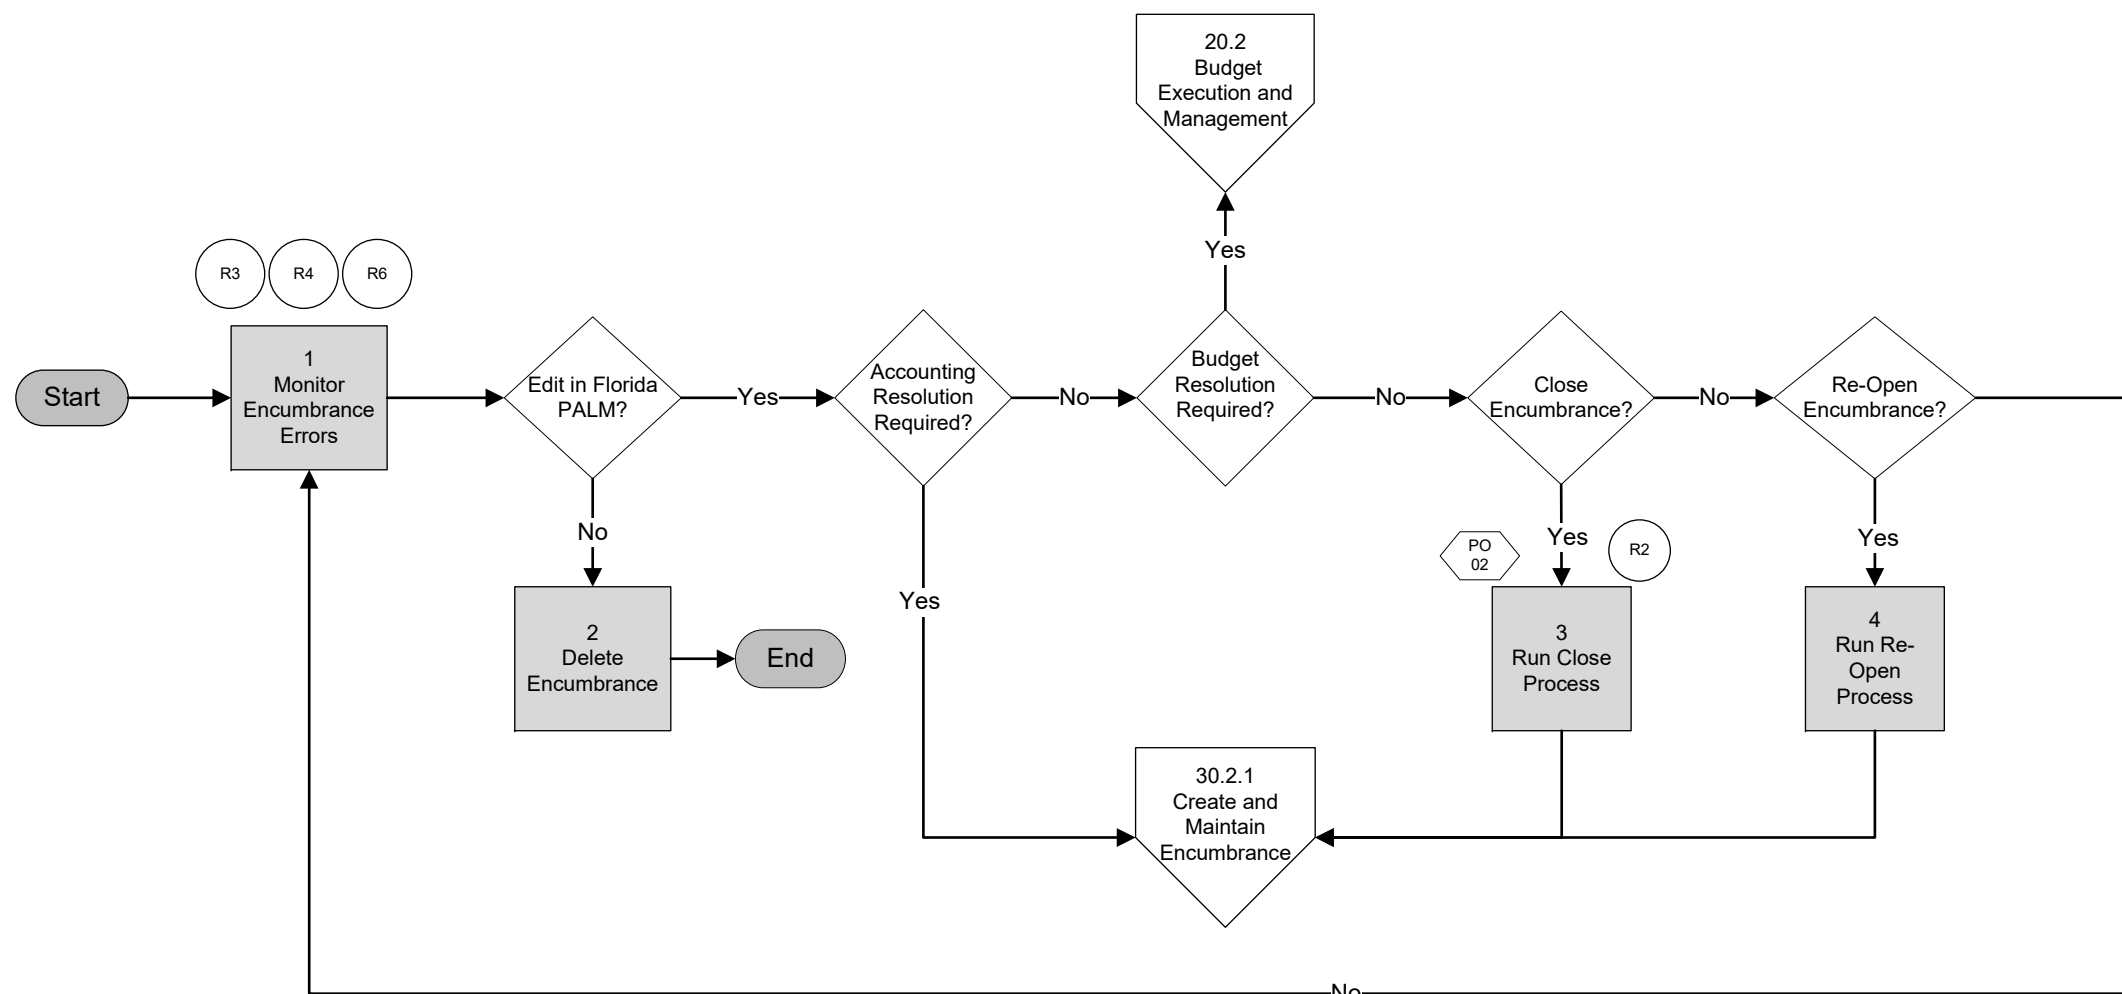 20.2
Budget
Execution and
Management
Yes
R3
R4
R6
Start
1
Monitor
Encumbrance
Errors
Edit in Florida
PALM?
Yes
Accounting
Resolution
Required?
No
Budget
Resolution
Required?
No
Close
Encumbrance?
No
Re-Open
Encumbrance?
No
Yes
PO
02
Yes
R2
Yes
2
Delete
Encumbrance
End
3
Run Close
Process
4
Run Re-
Open
Process
30.2.1
Create and
Maintain
Encumbrance
No